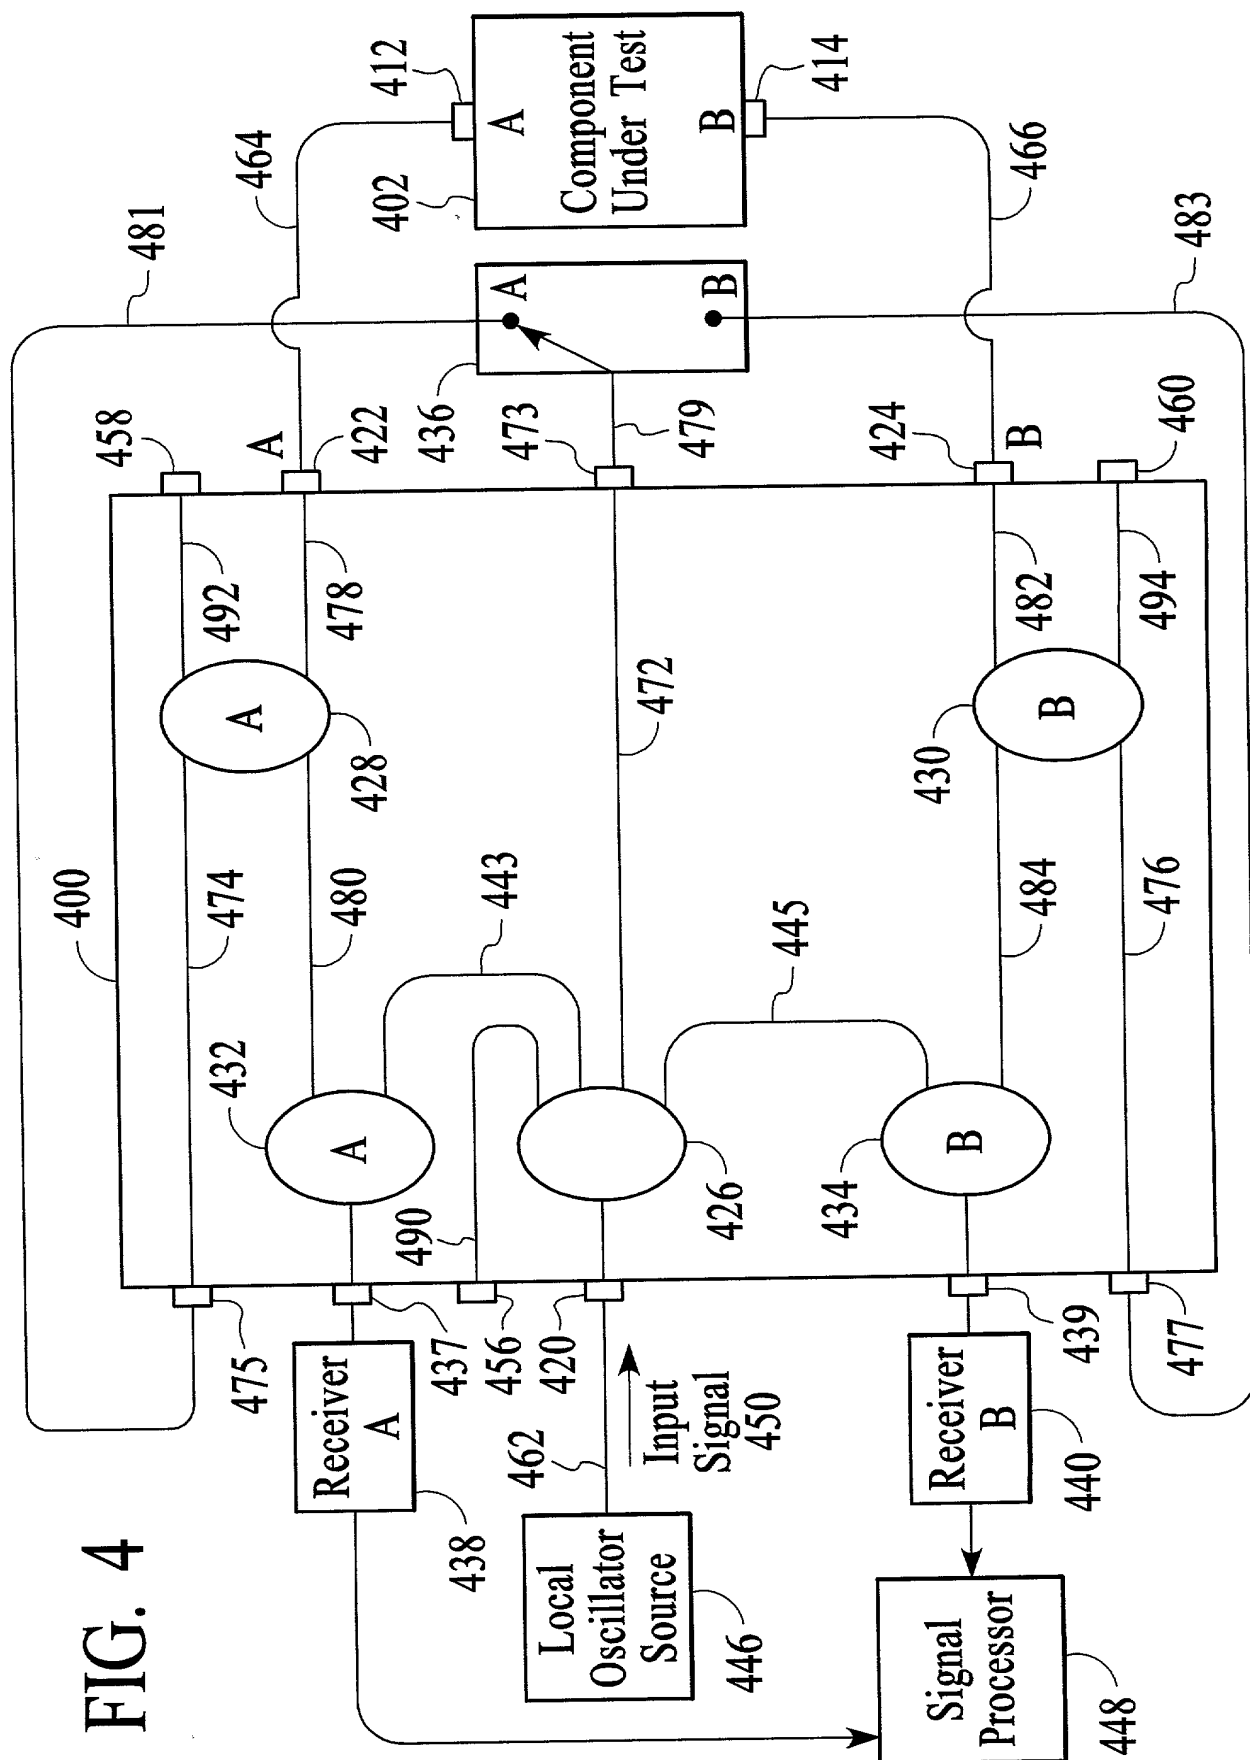 FIG. 4
400
412
A
Component
Under Test
B
402
414
464
466
481
483
A
B
436
458
A
422
473
479
424
B
460
492
478
472
482
494
A
428
430
B
474
480
443
445
484
476
432
A
490
426
434
B
475
437
456
420
439
477
Receiver
A
438
462
Input
Signal
450
Receiver
B
440
Local
Oscillator
Source
446
Signal
Processor
448